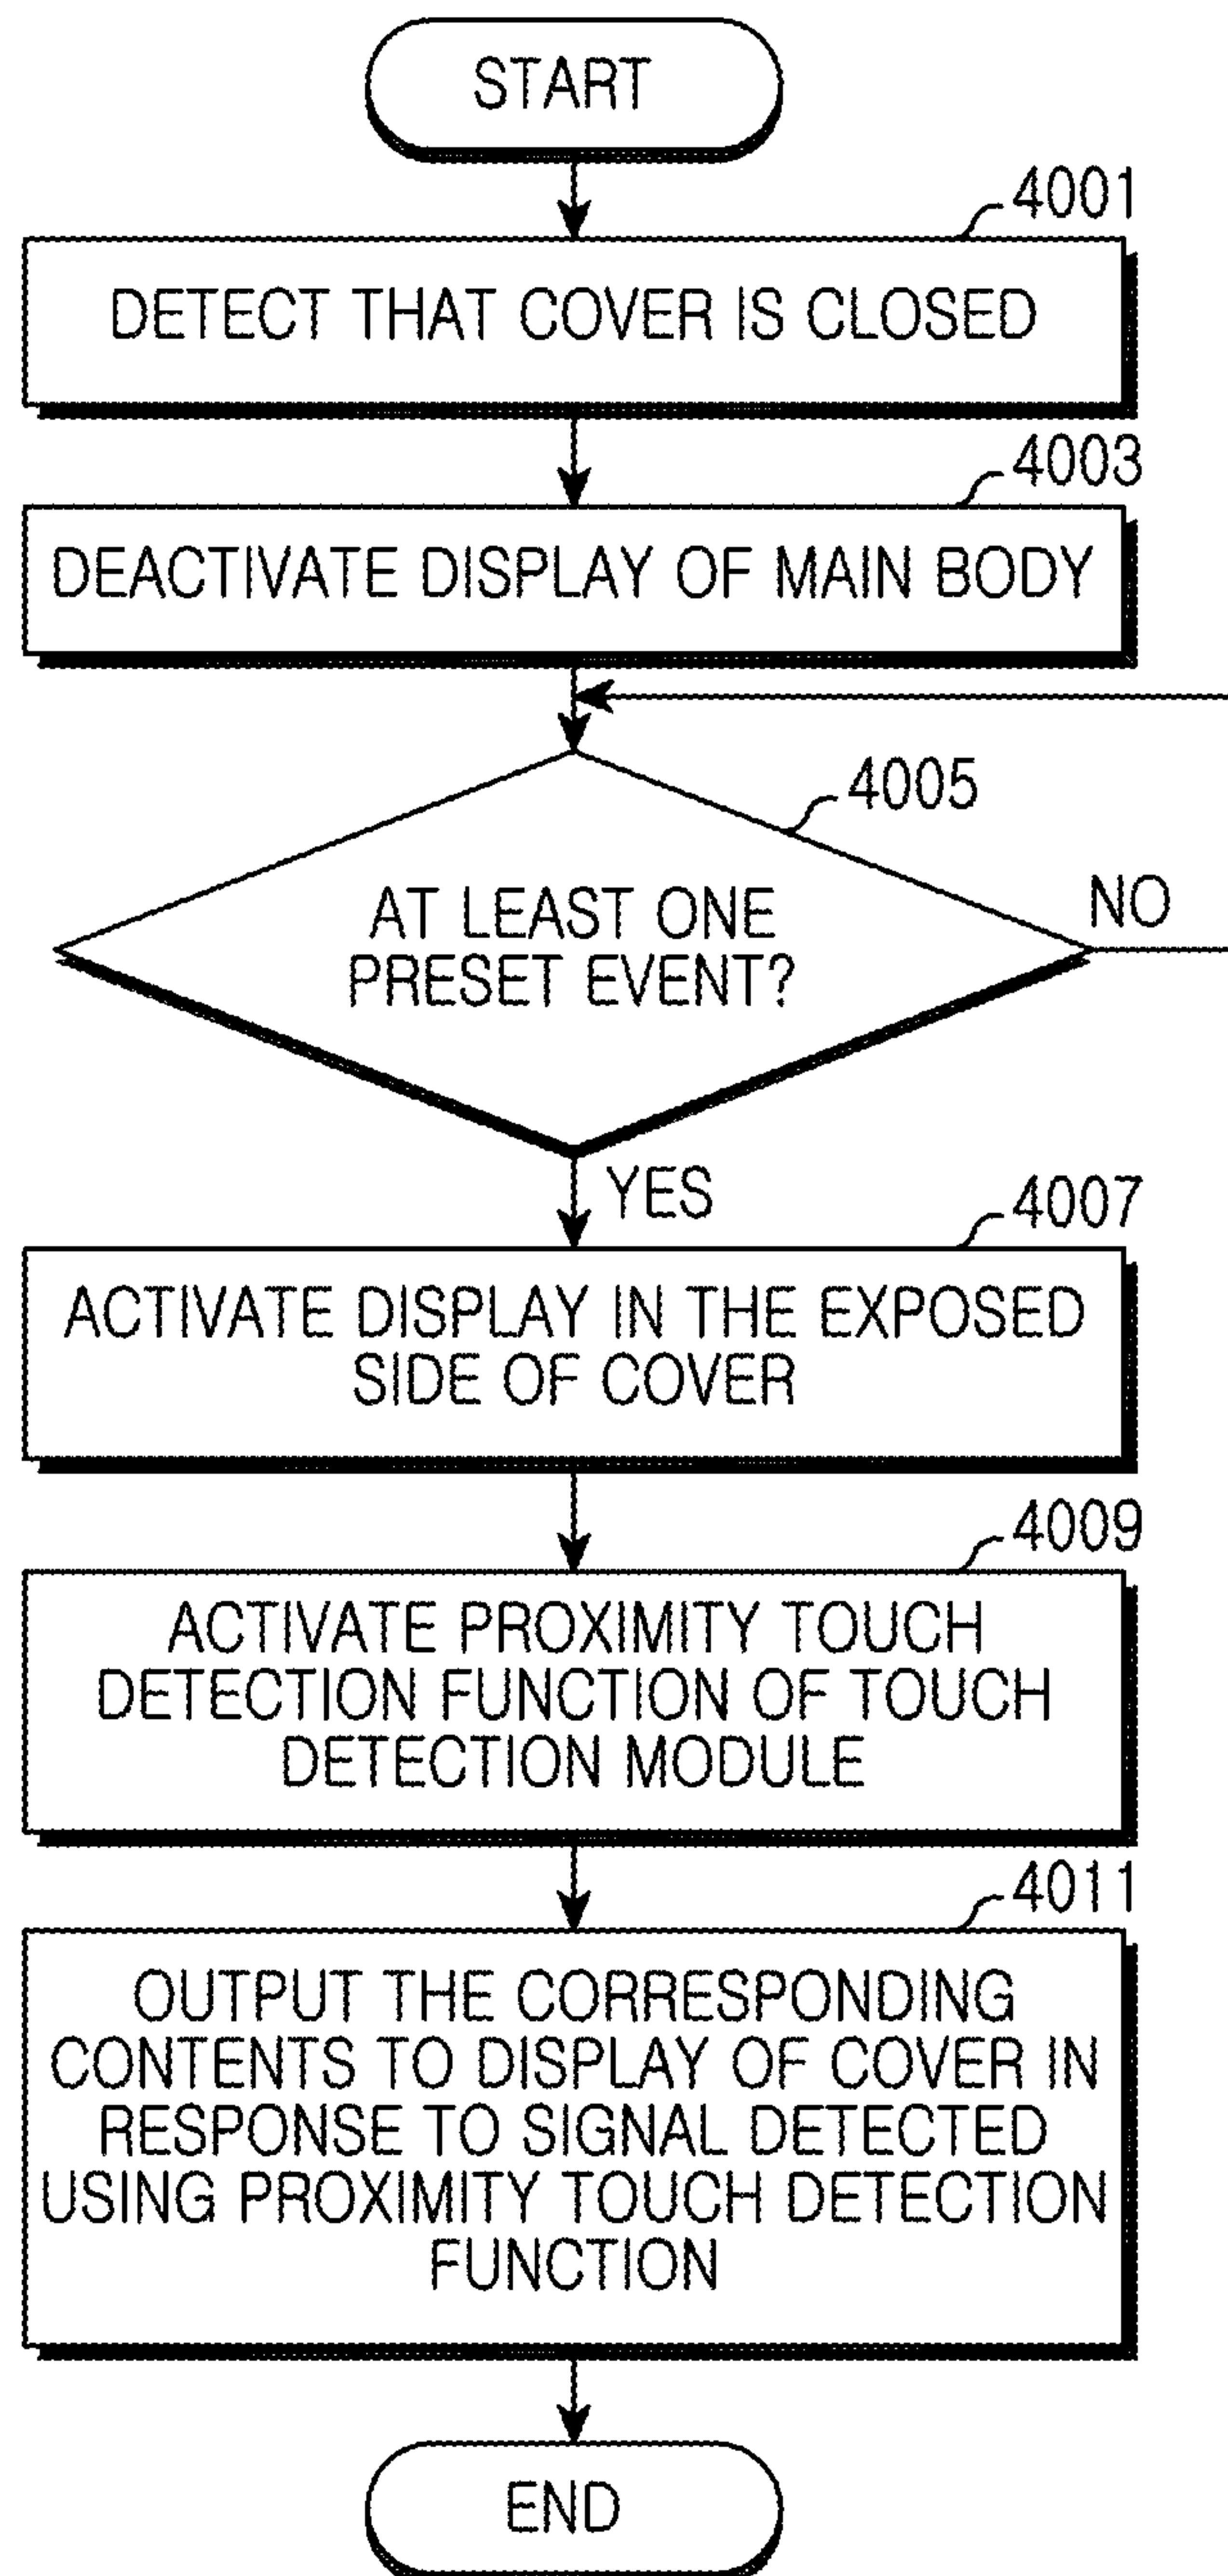 START
4001
DETECT THAT COVER IS CLOSED
4003
DEACTIVATE DISPLAY OF MAIN BODY
4005
AT LEAST ONE
PRESET EVENT?
NO
YES
4007
ACTIVATE DISPLAY IN THE EXPOSED
SIDE OF COVER
4009
ACTIVATE PROXIMITY TOUCH
DETECTION FUNCTION OF TOUCH
DETECTION MODULE
4011
OUTPUT THE CORRESPONDING
CONTENTS TO DISPLAY OF COVER IN
RESPONSE TO SIGNAL DETECTED
USING PROXIMITY TOUCH DETECTION
FUNCTION
END